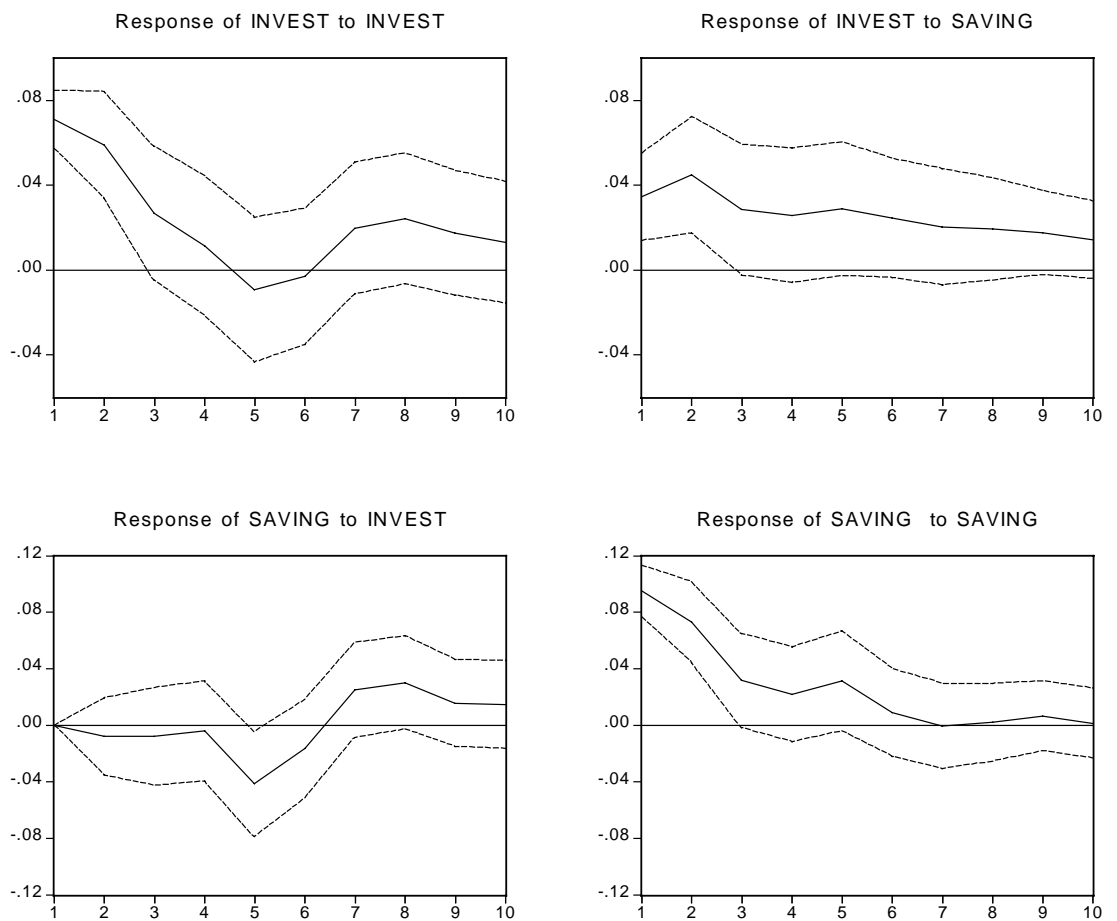 Response of INVEST to INVEST
.08
.04
.00
-.04
1 2 3 4 5 6 7 8 9 10
Response of INVEST to SAVING
.08
.04
.00
-.04
1 2 3 4 5 6 7 8 9 10
Response of SAVING to INVEST
.12
.08
.04
.00
-.04
-.08
-.12
1 2 3 4 5 6 7 8 9 10
Response of SAVING to SAVING
.12
.08
.04
.00
-.04
-.08
-.12
1 2 3 4 5 6 7 8 9 10